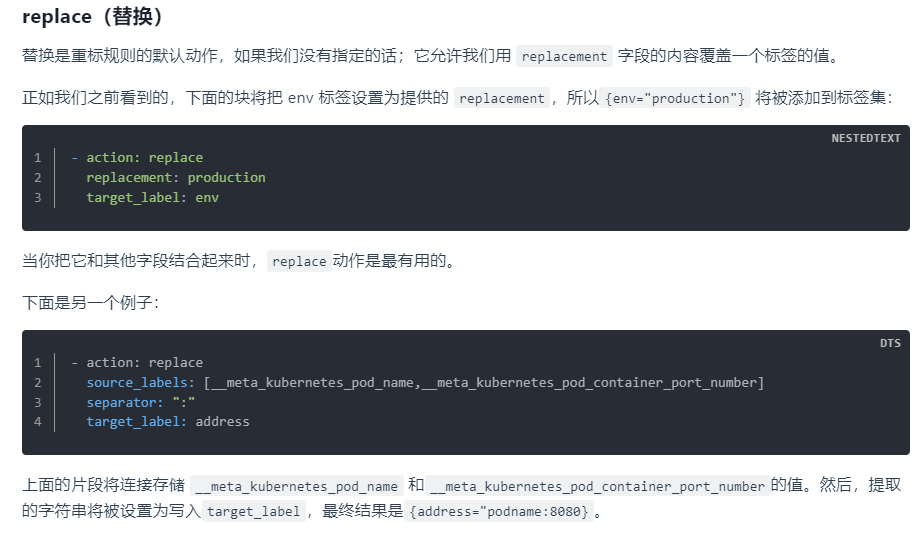 replace（替换）
替换是重标规则的默认动作，如果我们没有指定的话；它允许我们用 replacement 字段的内容覆盖一个标签的值。
正如我们之前看到的，下面的块将把 env 标签设置为提供的 replacement，所以 {env="production"} 将被添加到标签集：
NESTEDTEXT
1 - action: replace
2 replacement: production
3 target_label: env
当你把它和其他字段结合起来时，replace动作是最有用的。
下面是另一个例子：
DTS
1 - action: replace
2 source_labels: [__meta_kubernetes_pod_name,__meta_kubernetes_pod_container_port_number]
3 separator: ":"
4 target_label: address
上面的片段将连接存储 __meta_kubernetes_pod_name 和 __meta_kubernetes_pod_container_port_number 的值。然后，提取
的字符串将被设置为写入 target_label ，最终结果是 {address="podname:8080} 。